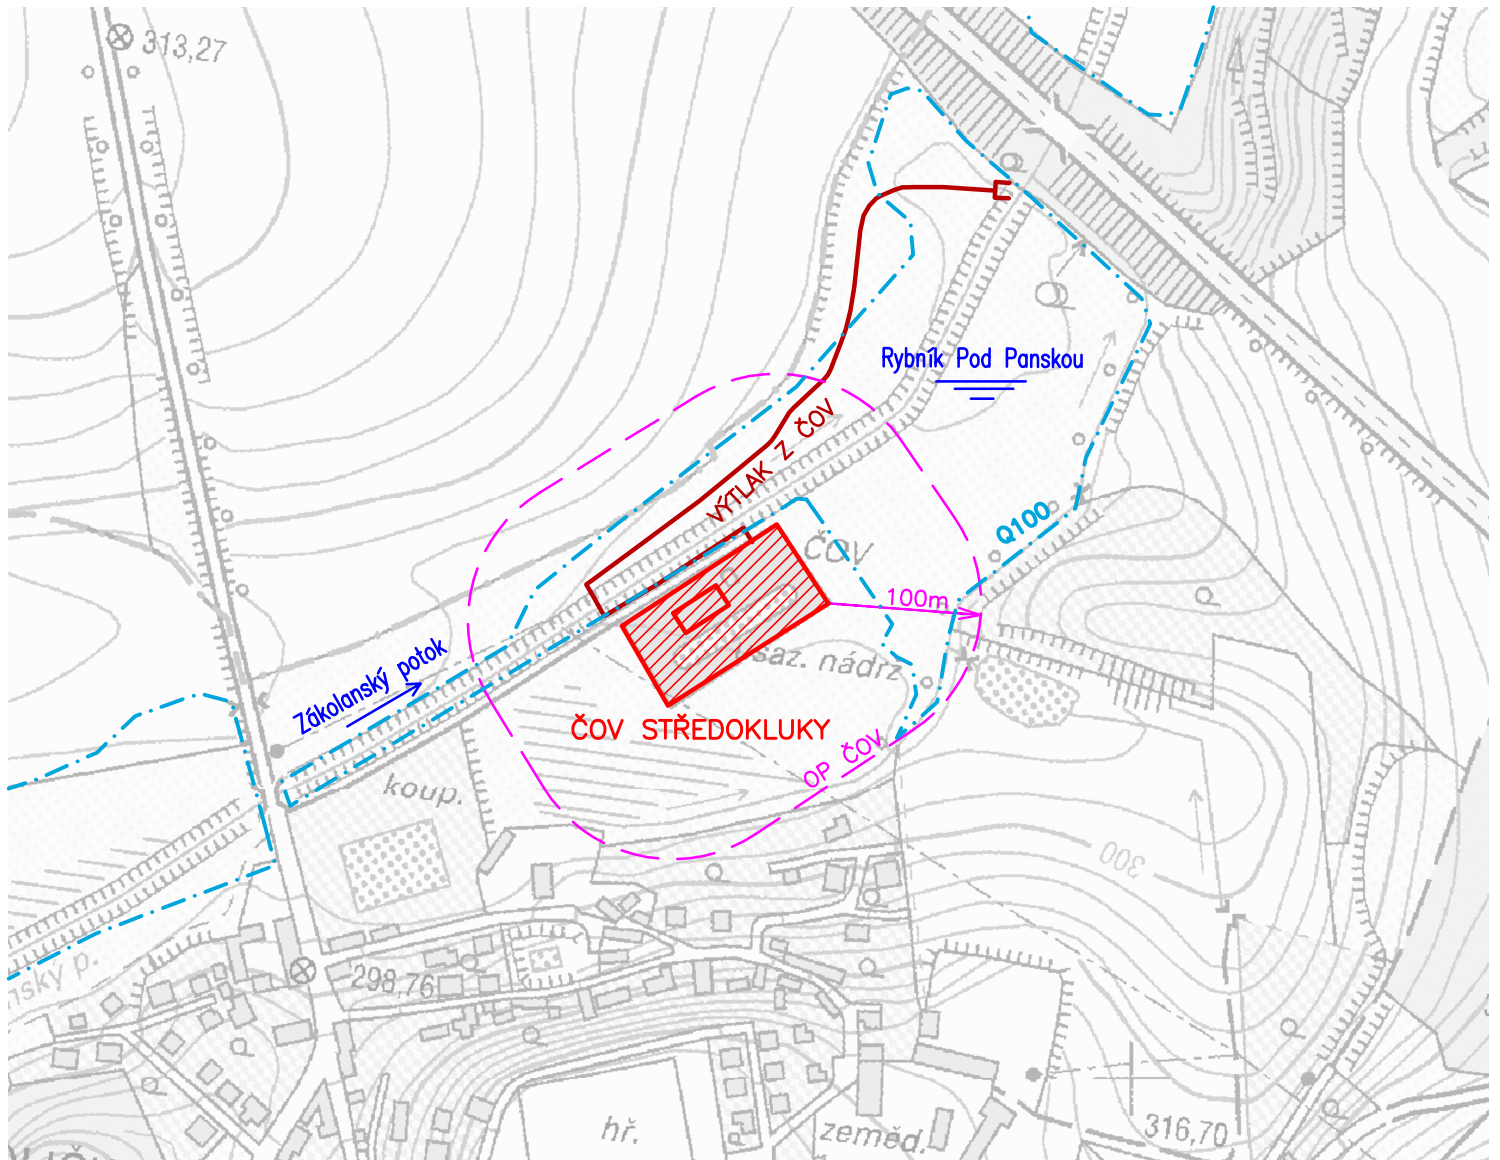 313,27
Rybník Pod Panskou
VÝTLAK Z ČOV
Q100
ČOV
100m
saz. nádrž
Zákolanský potok
ČOV STŘEDOKLUKY
OP ČOV
koup.
300
nský p.
298,76
hř.
zeměd.
316,70